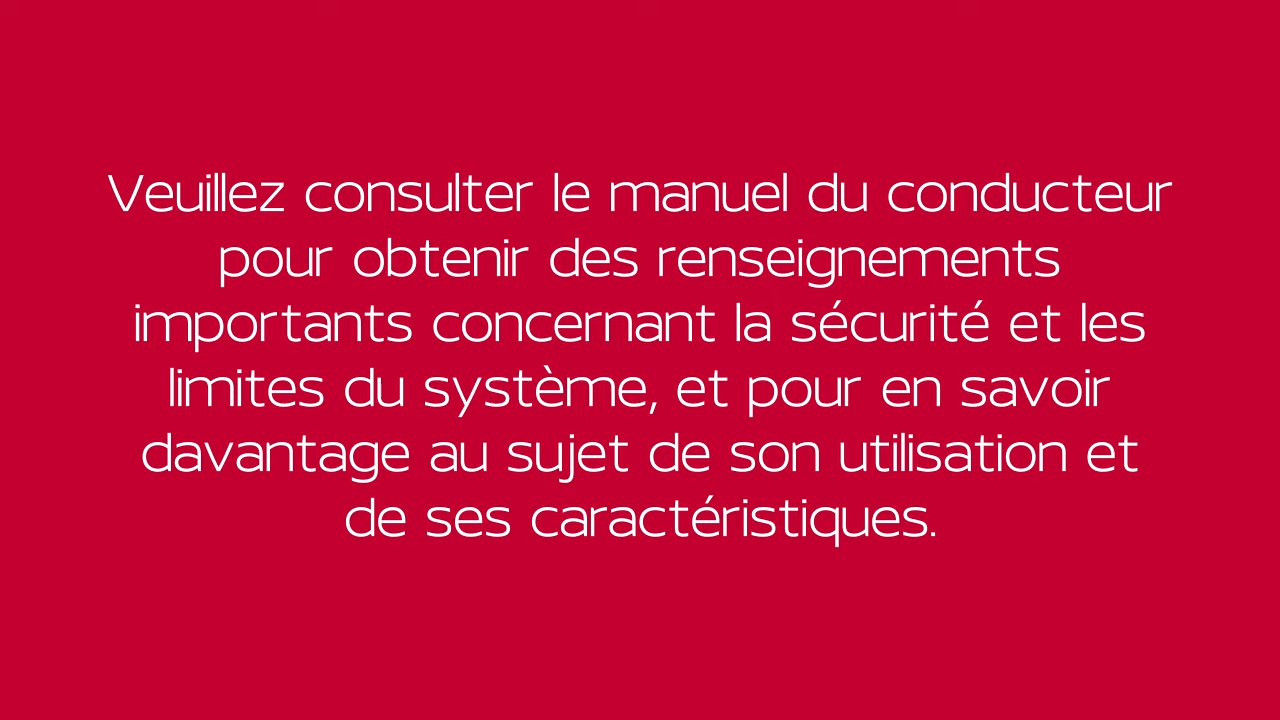 Veuillez consulter le manuel du conducteur
pour obtenir des renseignements
importants concernant la sécurité et les
limites du système, et pour en savoir
davantage au sujet de son utilisation et
de ses caractéristiques.